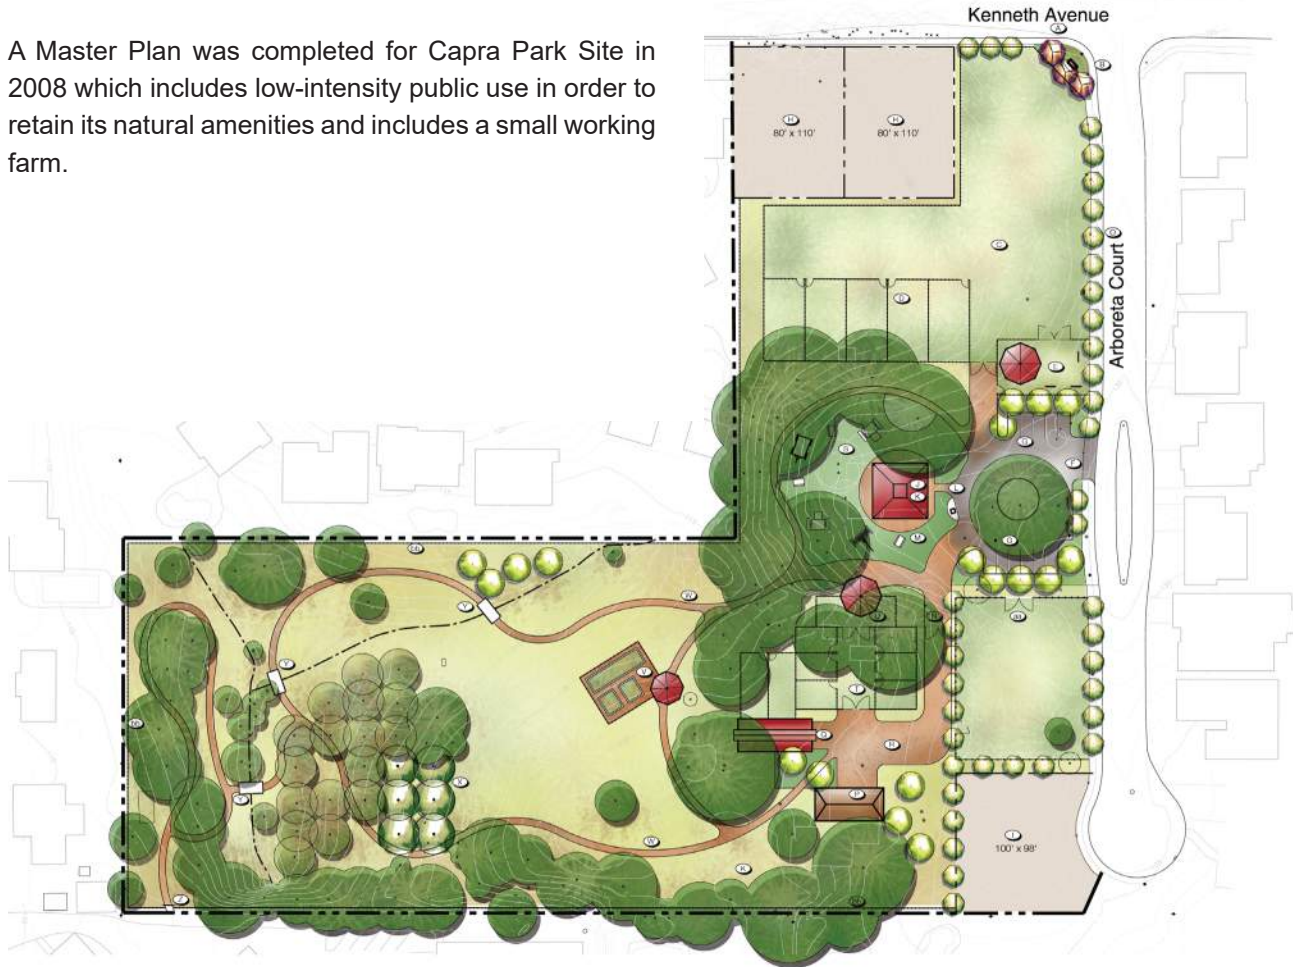 Kenneth Avenue
A Master Plan was completed for Capra Park Site in
2008 which includes low-intensity public use in order to
retain its natural amenities and includes a small working
farm.
A
B
H
80' x 110'
H
80' x 110'
C
Arboreta Court
D
E
G
F
J
K
L
M
G
W
Y
aa
Y
V
T
Q
H
X
P
W
I
100' x 98'
Z